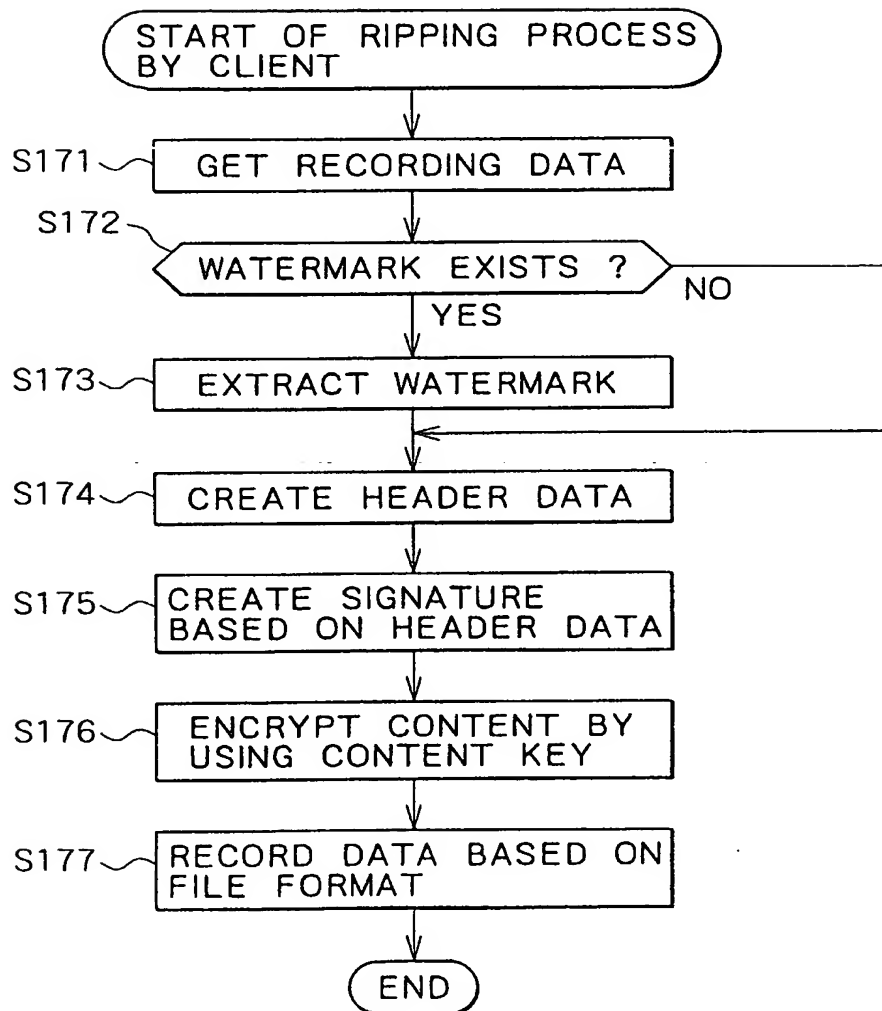 START OF RIPPING PROCESS
BY CLIENT
S171
GET RECORDING DATA
S172
WATERMARK EXISTS ?
NO
YES
S173
EXTRACT WATERMARK
S174
CREATE HEADER DATA
S175
CREATE SIGNATURE
BASED ON HEADER DATA
S176
ENCRYPT CONTENT BY
USING CONTENT KEY
S177
RECORD DATA BASED ON
FILE FORMAT
END